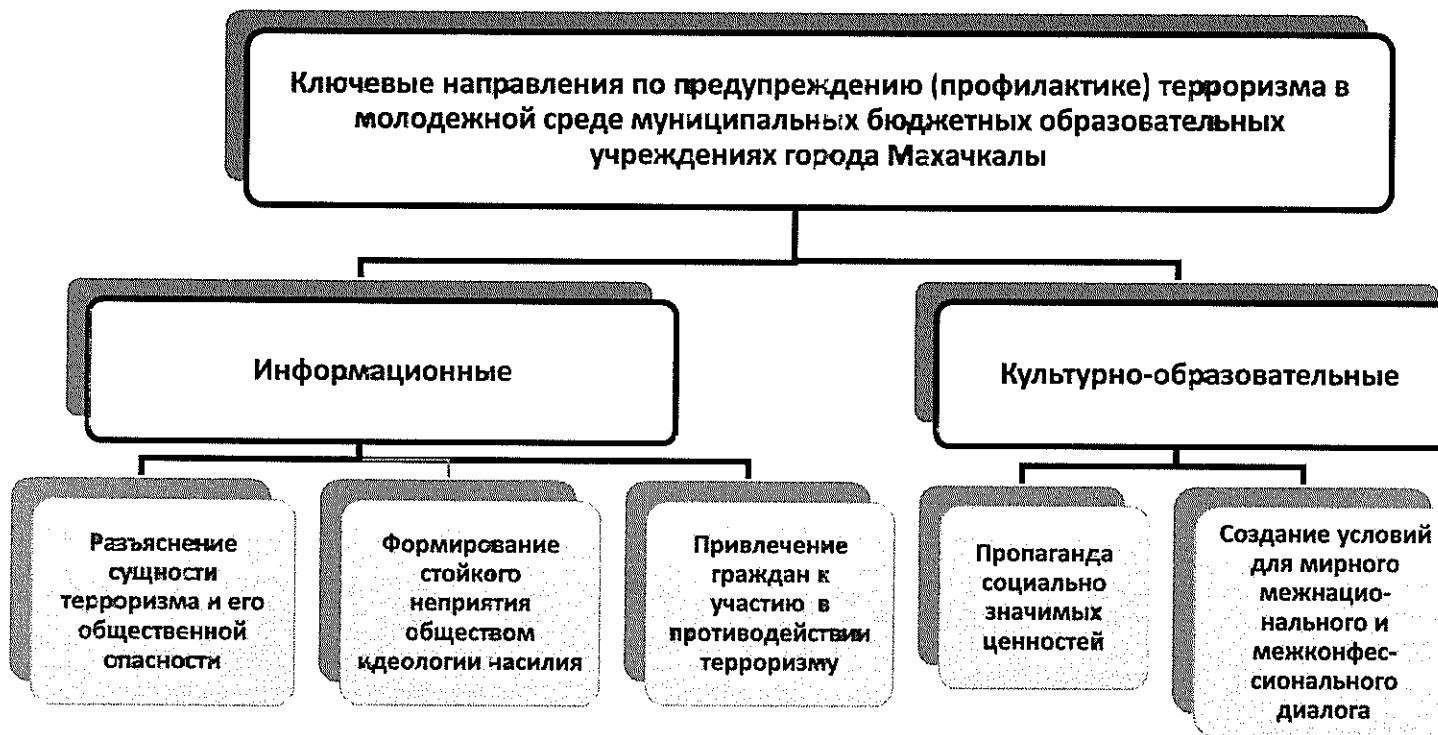 Ключевые направления по предупреждению (профилактике) терроризма в
молодежной среде муниципальных бюджетных образовательных
учреждениях города Махачкалы
Информационные
Культурно-образовательные
Разъяснение
сущности
терроризма и его
общественной
опасности
Формирование
стойкого
неприятия
обществом
идеологии насилия
Привлечение
граждан к
участию в
противодействии
терроризму
Пропаганда
социально
значимых
ценностей
Создание условий
для мирного
межнацио-
нального и
межконфес-
сионального
диалога